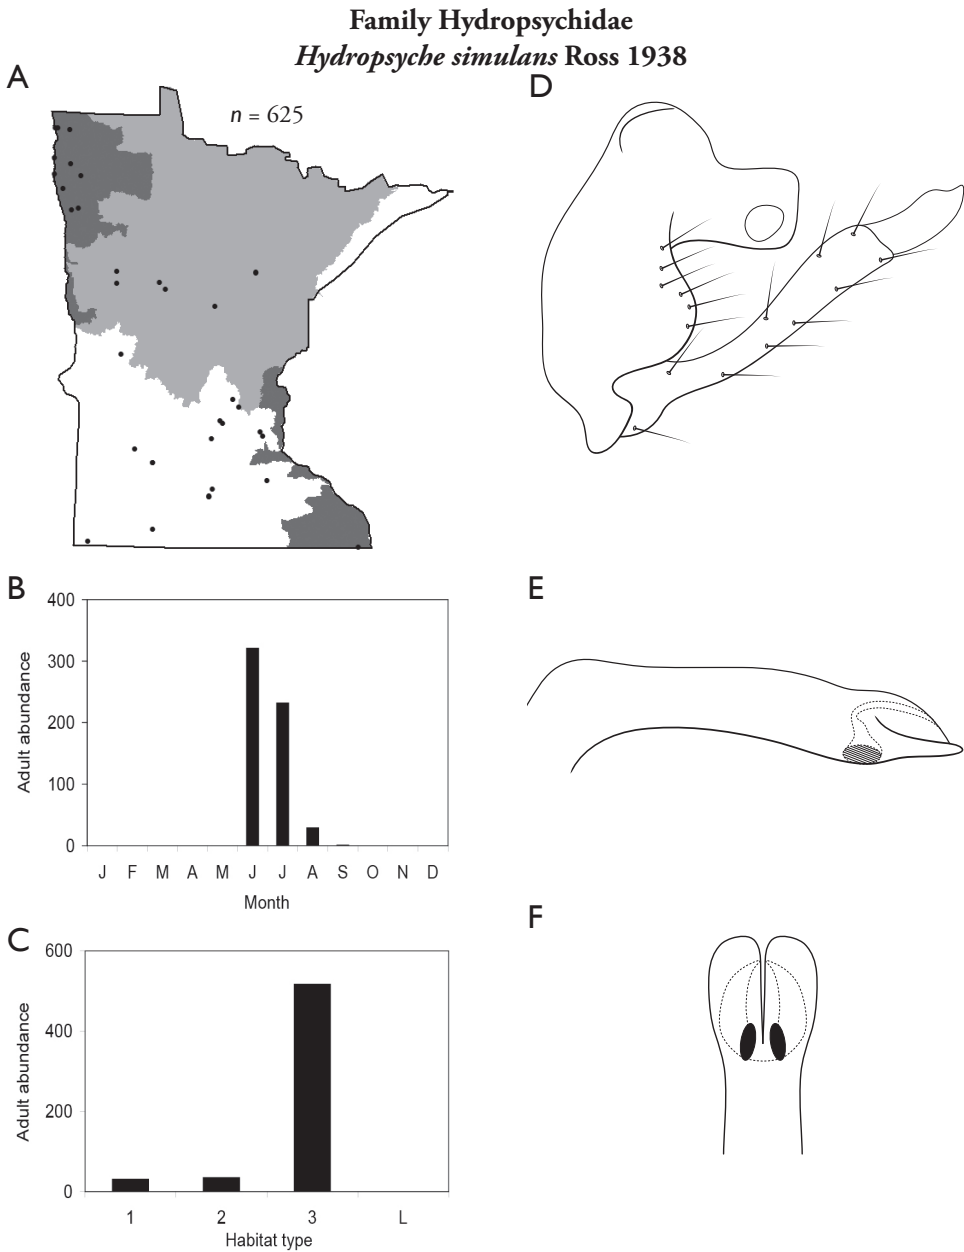 Family Hydropsychidae
Hydropsyche simulans Ross 1938
A
n = 625
D
B
400
300
200
100
0
Adult abundance
J F M A M J J A S O N D
Month
E
C
600
400
200
0
Adult abundance
1 2 3 L
Habitat type
F